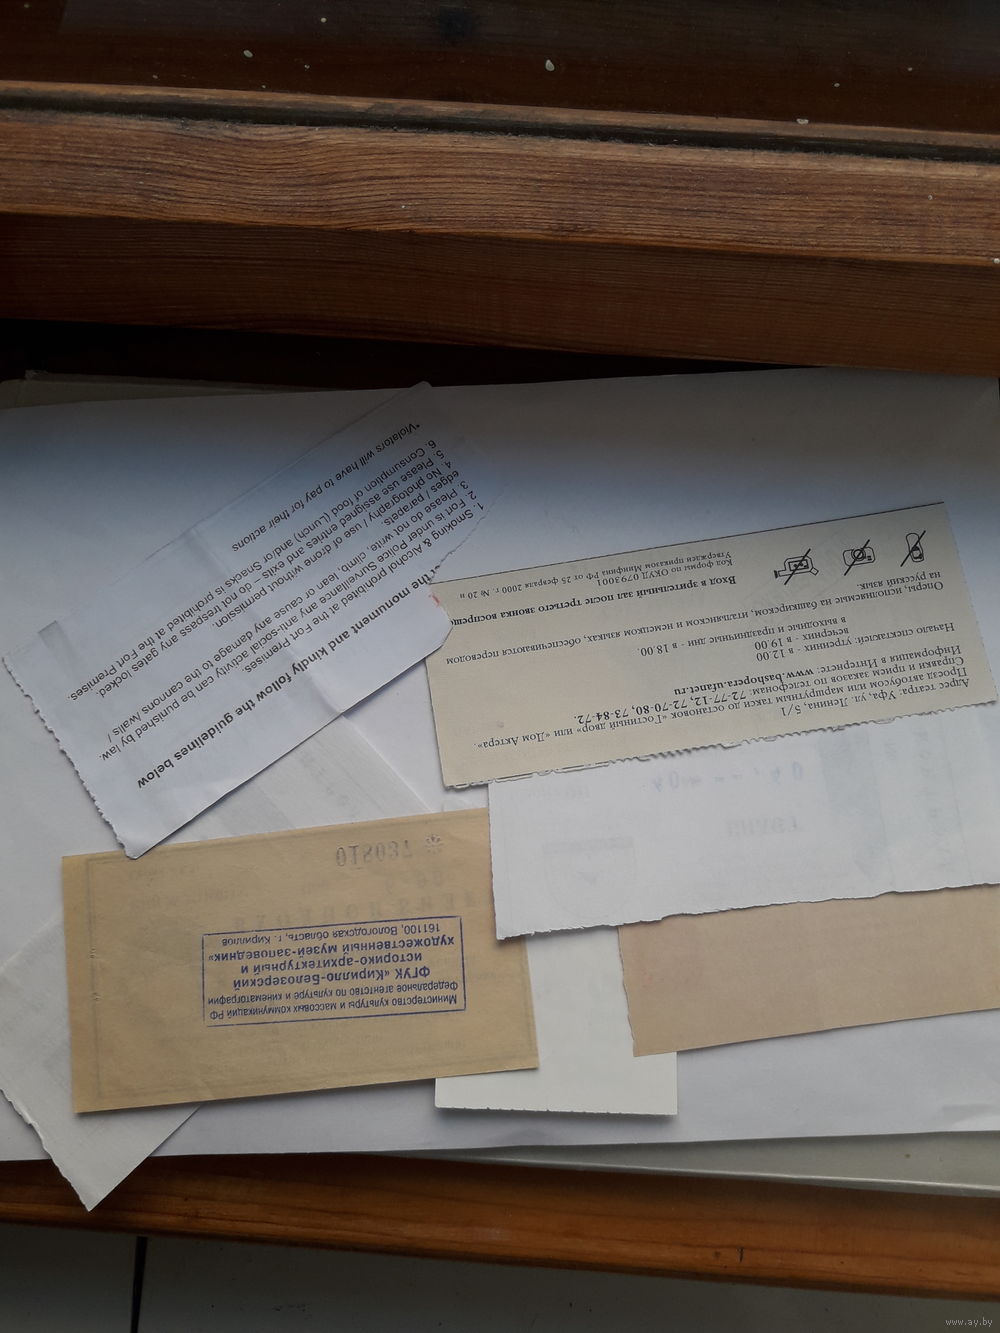 the monument and kindly follow the guidelines below
1. Smoking & Alcohol prohibited at the Fort Premises.
2. Fort is under Police Surveillance any anti-social activity can be punished by law.
3. Please do not write, climb, lean or cause any damage to the cannons /walls /
edges / parapets.
4. No photography / use of drone without permission.
5. Please use assigned entries and exits – do not trespass any gates locked.
6. Consumption of food (Lunch) and/or Snacks is prohibited at the Fort Premises.
*Violators will have to pay for their actions
Адрес театра: Уфа,
ул. Ленина, 5/1
Проезд автобусом или маршрутным такси до остановок «Гостиный двор» или «Дом Актера».
Справки и прием заказов по телефонам: 72-77-12, 72-70-80, 73-84-72.
Информация в Интернете: www.bashopera.ufanet.ru
Начало спектаклей: утренних - в 12.00
вечерних - в 19.00
в выходные и праздничные дни - в 18.00.
Оперы, исполняемые на башкирском, итальянском и немецком языках, обеспечиваются переводом
на русский язык.
Вход в зрительный зал после третьего звонка
Код формы по ОКУД 0793001
Утвержден приказом Минфина РФ от 25 февраля 2000 г. № 20 н
Министерство культуры и массовых коммуникаций РФ
Федеральное агентство по культуре и кинематографии
ФГУК «Кирилло-Белозерский
историко-архитектурный и
художественный музей-заповедник»
161100, Вологодская область, г. Кириллов
730810
www.ay.by